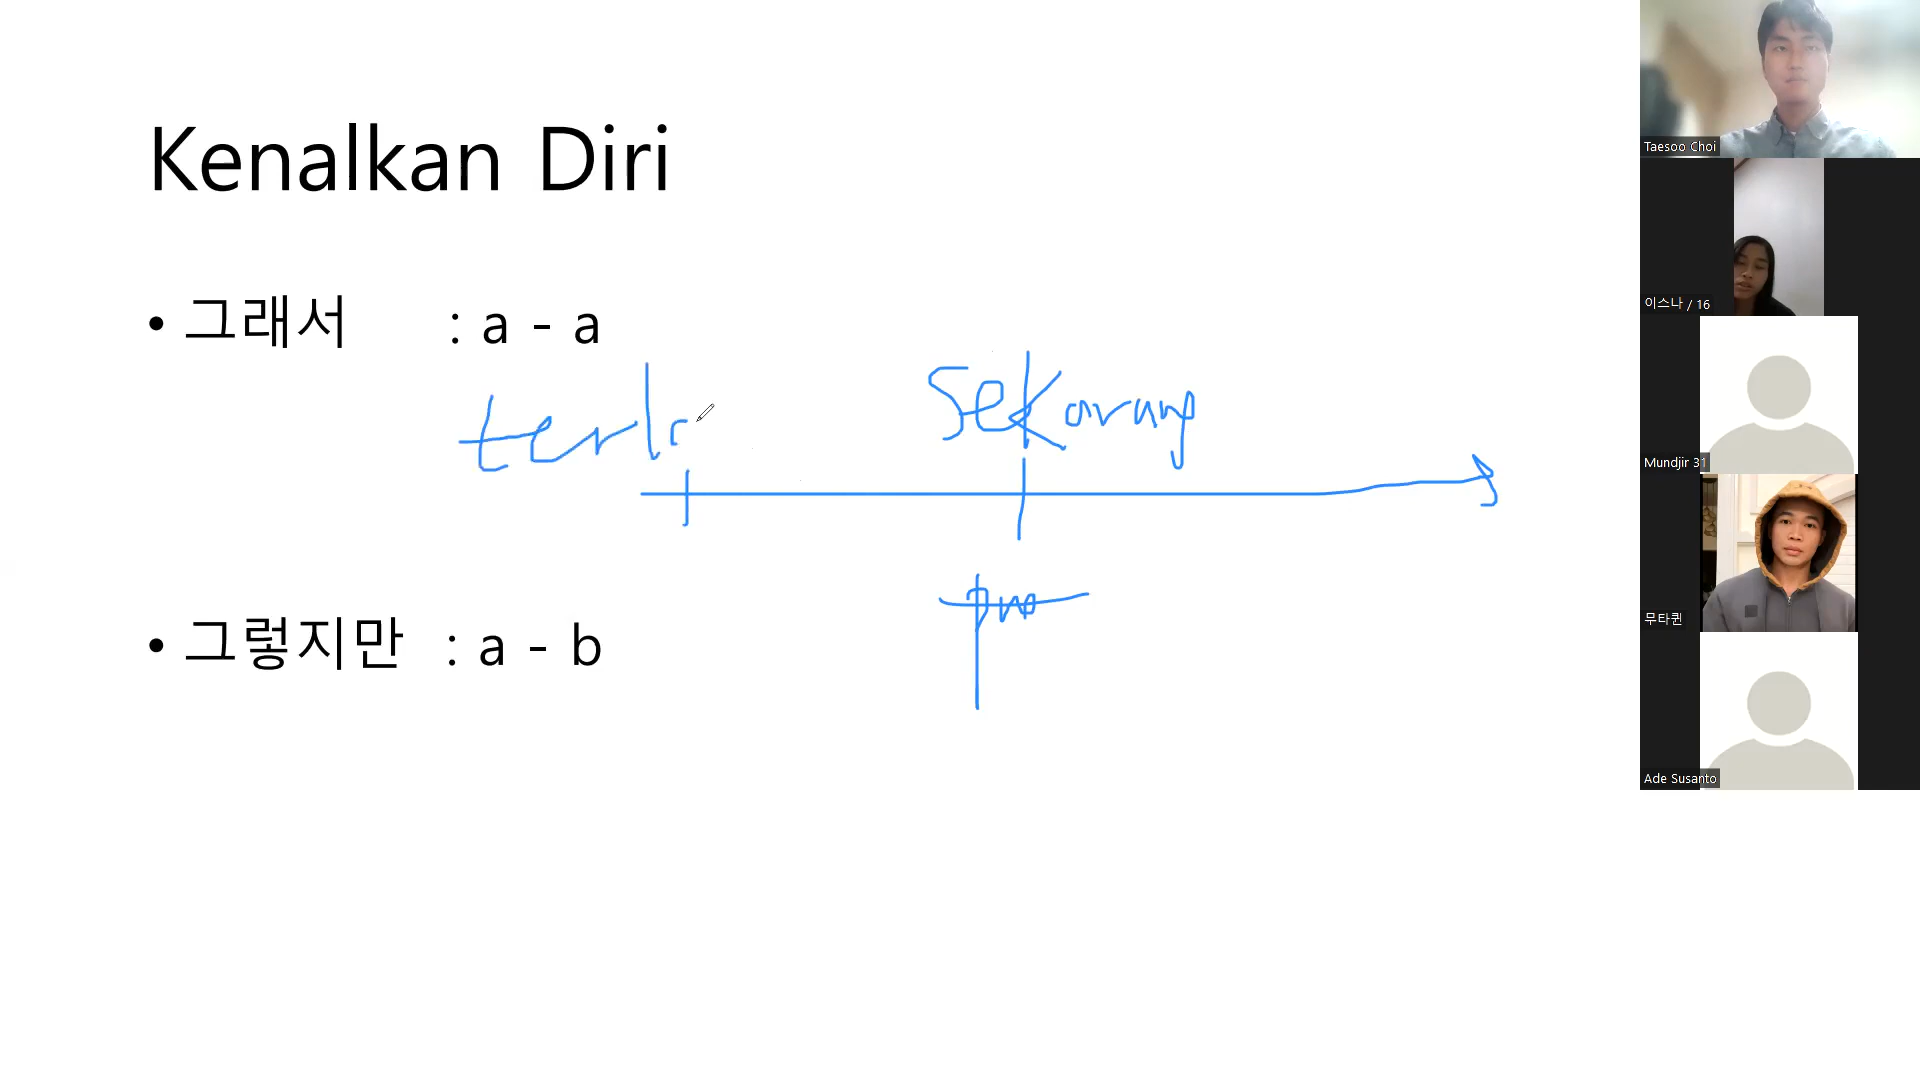 Kenalkan Diri
• 그래서 : a - a
Sekarang
• 그렇지만 : a - b
Taesoo Choi
이스나 / 16
Mundjir 31
무타퀸
Ade Susanto